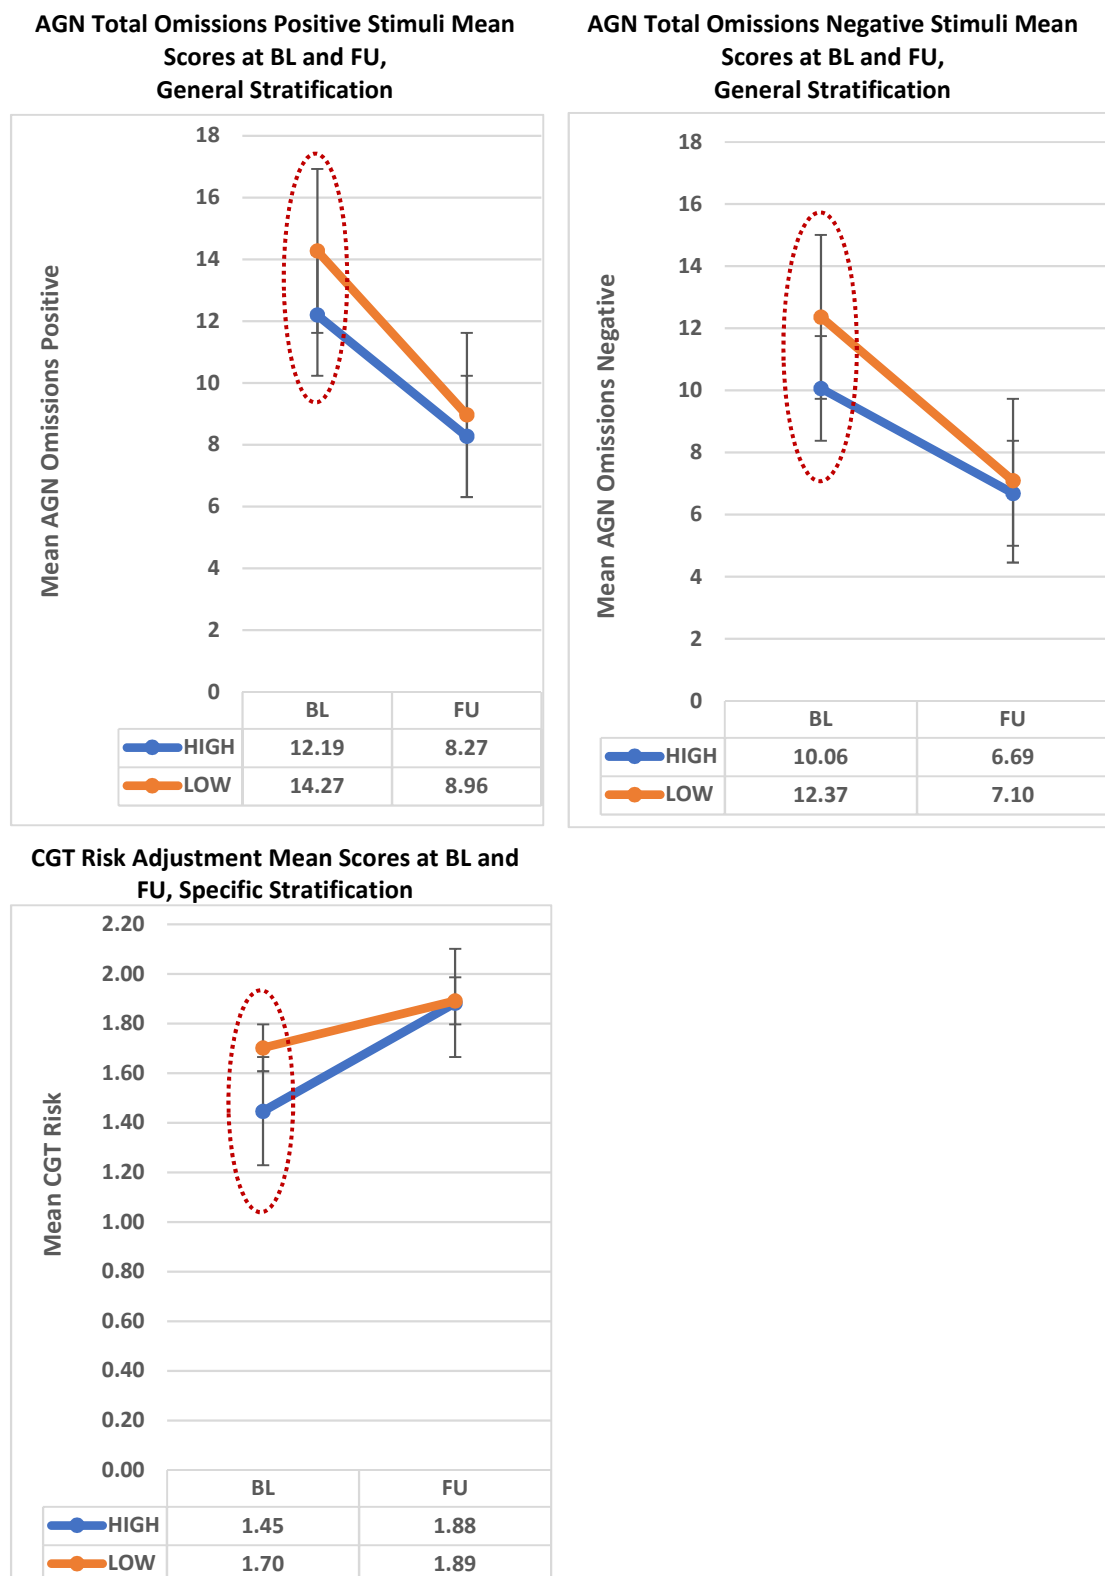 AGN Total Omissions Positive Stimuli Mean
Scores at BL and FU,
General Stratification
18
16
14
12
10
8
6
4
2
0
Mean AGN Omissions Positive
BL FU
HIGH 12.19 8.27
LOW 14.27 8.96
AGN Total Omissions Negative Stimuli Mean
Scores at BL and FU,
General Stratification
18
16
14
12
10
8
6
4
2
0
Mean AGN Omissions Negative
BL FU
HIGH 10.06 6.69
LOW 12.37 7.10
CGT Risk Adjustment Mean Scores at BL and
FU, Specific Stratification
2.20
2.00
1.80
1.60
1.40
1.20
1.00
0.80
0.60
0.40
0.20
0.00
Mean CGT Risk
BL FU
HIGH 1.45 1.88
LOW 1.70 1.89